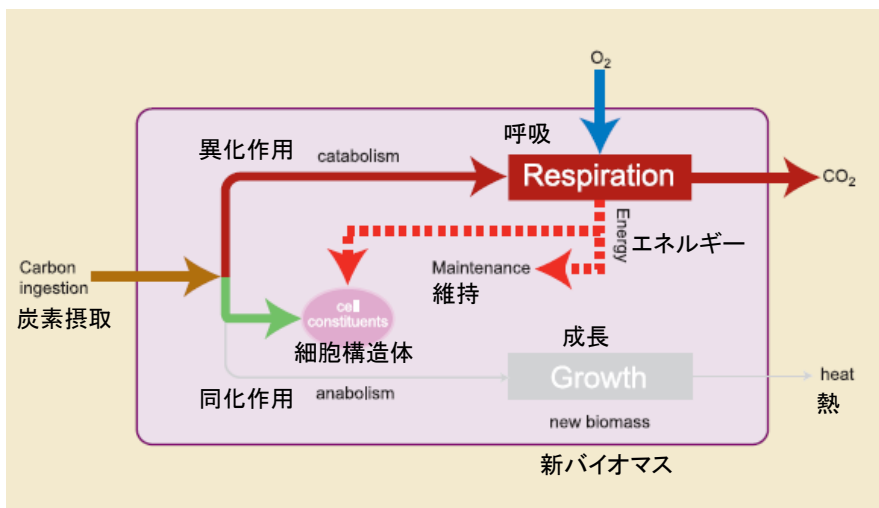 O2
呼吸
異化作用
catabolism
Respiration
CO2
Energy
エネルギー
Carbon
ingestion
炭素摂取
Maintenance
維持
cell
constituents
細胞構造体
成長
Growth
同化作用
anabolism
heat
熱
new biomass
新バイオマス